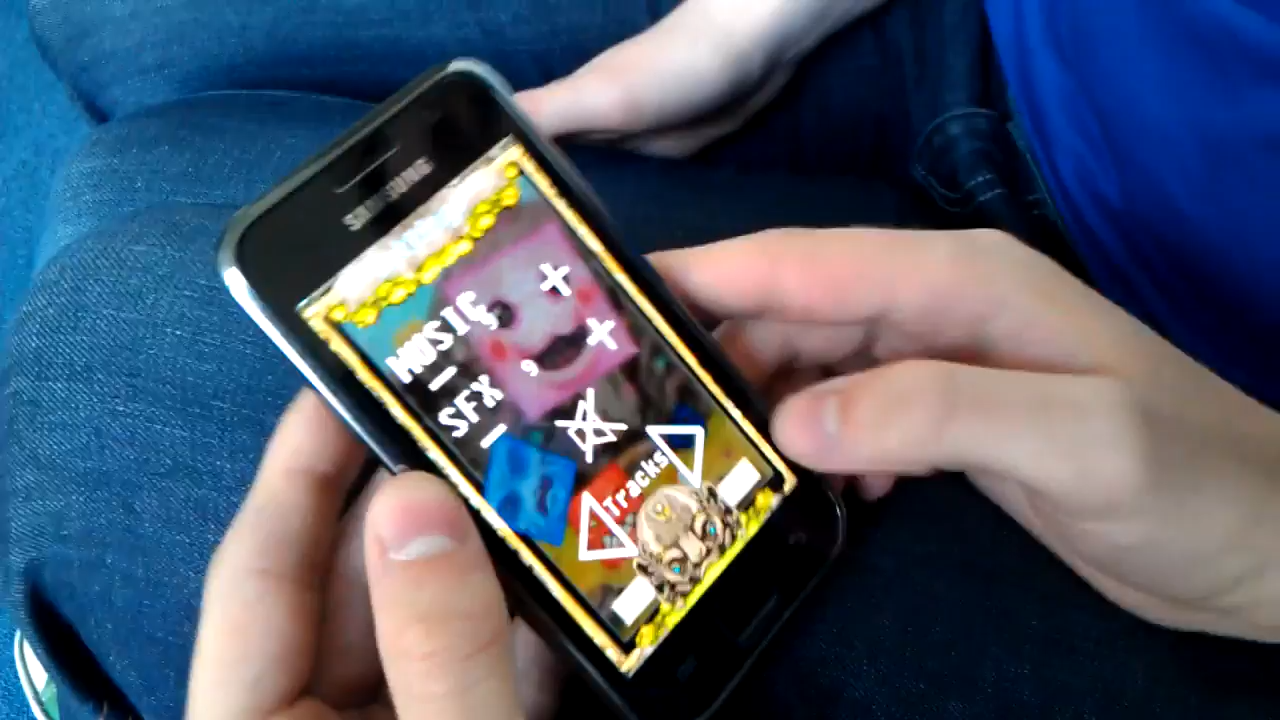 SAMSUNG
MUSIC
- +
SFX
- +
Tracks